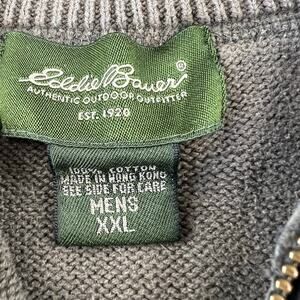 Eddie Bauer®
AUTHENTIC OUTDOOR OUTFITTER
EST. 1920
100% COTTON
MADE IN HONG KONG
SEE SIDE FOR CARE
MENS
XXL